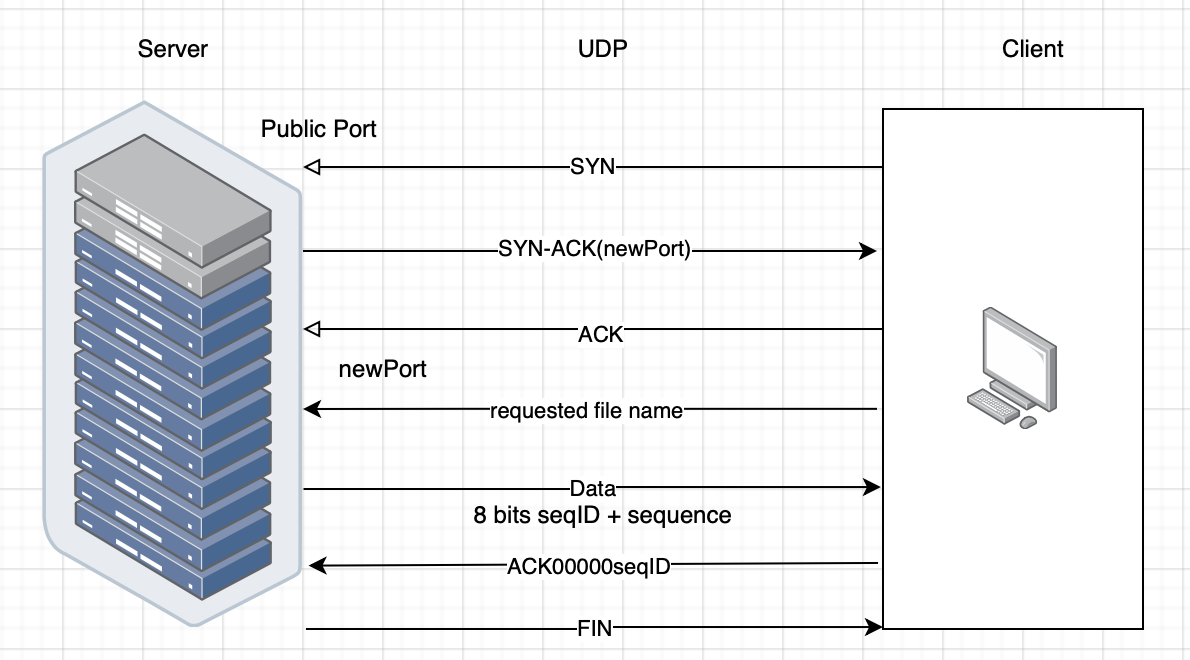 Server
UDP
Client
Public Port
SYN
SYN-ACK(newPort)
ACK
newPort
requested file name
Data
8 bits seqID + sequence
ACK00000seqID
FIN